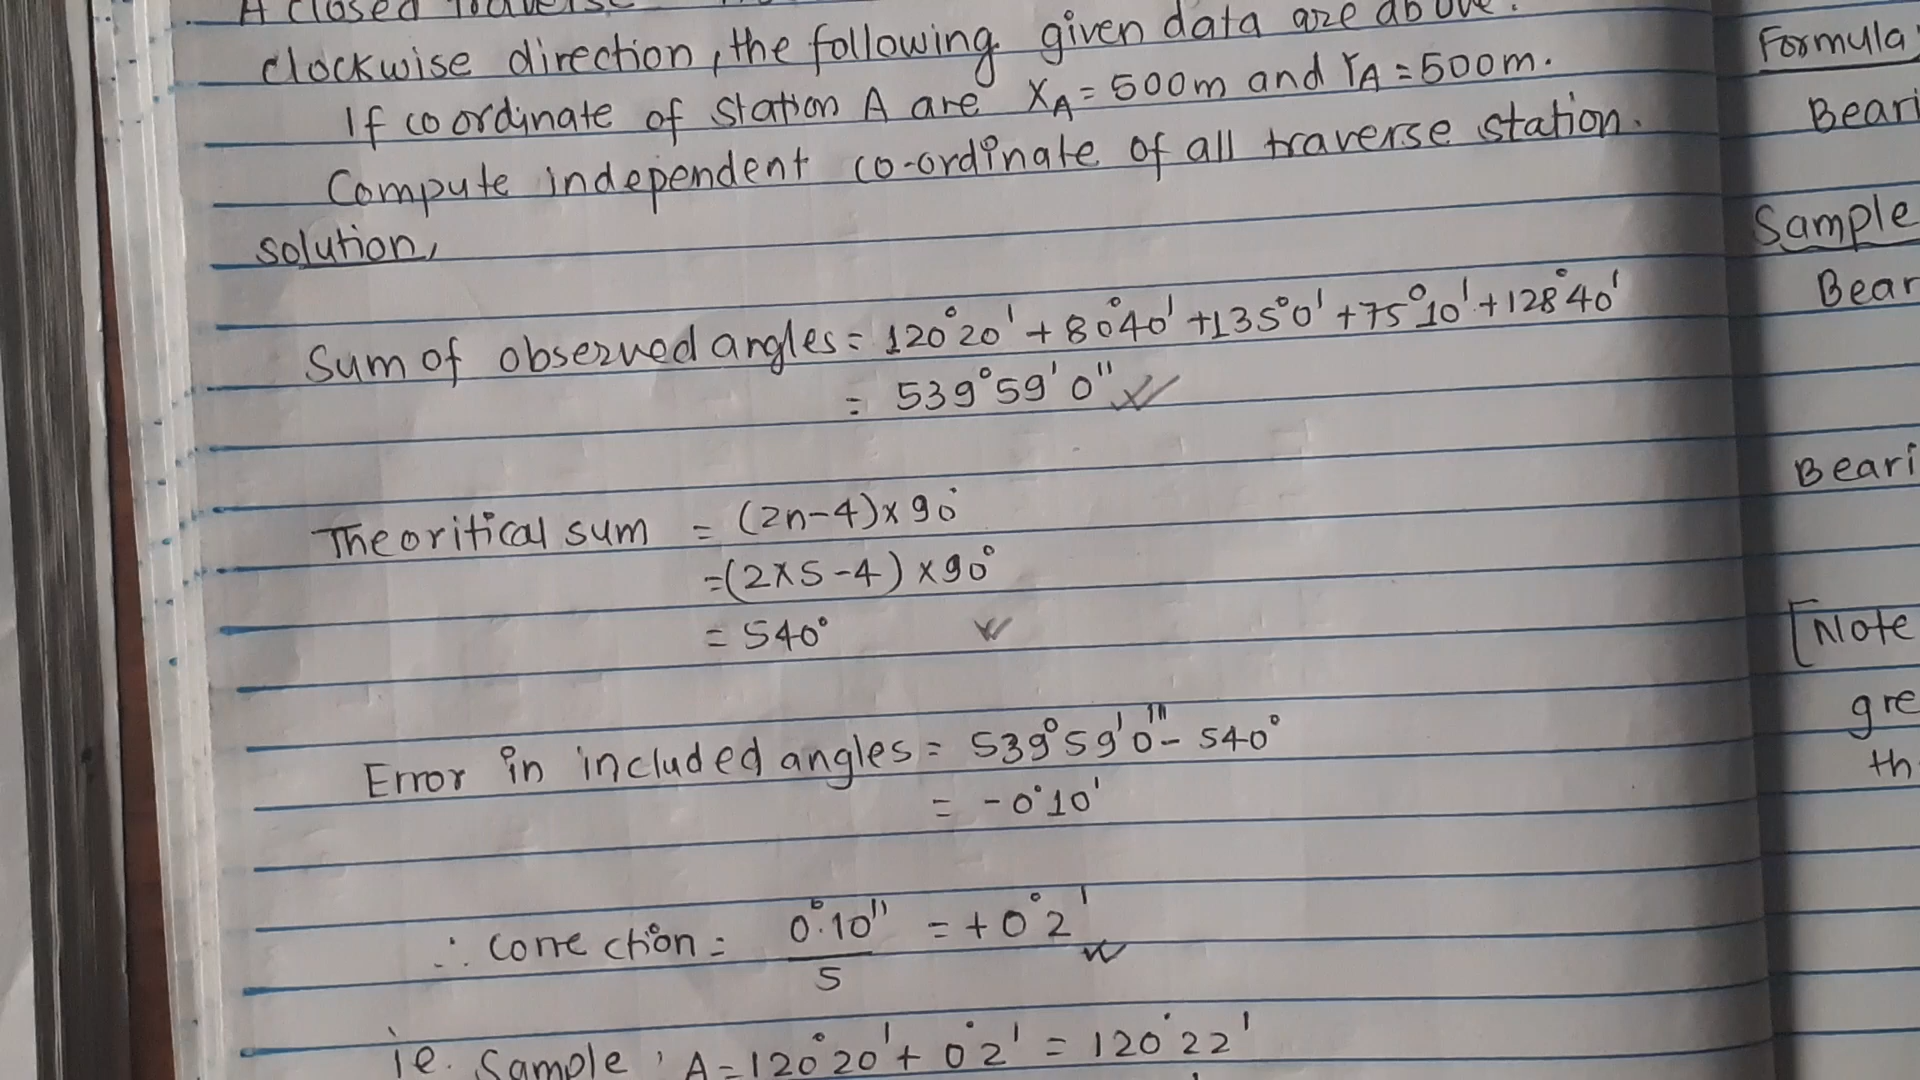 A closed traverse
clockwise direction, the following given data are above.
If coordinate of station A are XA = 500m and YA = 500m.
Compute independent co-ordinate of all traverse station.
solution,
Sum of observed angles = 120°20' + 80°40' + 135°0' + 75°10' + 128°40'
= 539°59'0"
Theoritical sum = (2n-4)x90°
=(2x5-4) x90°
= 540°
Error in included angles = 539°59'0''' - 540°
= -0°10'
∴ correction = 0°.10" / 5 = +0°2'
ie. Sample, A = 120°20' + 0°2' = 120°22'
Formula
Beari
Sample
Bear
Beari
[Note
gre
th